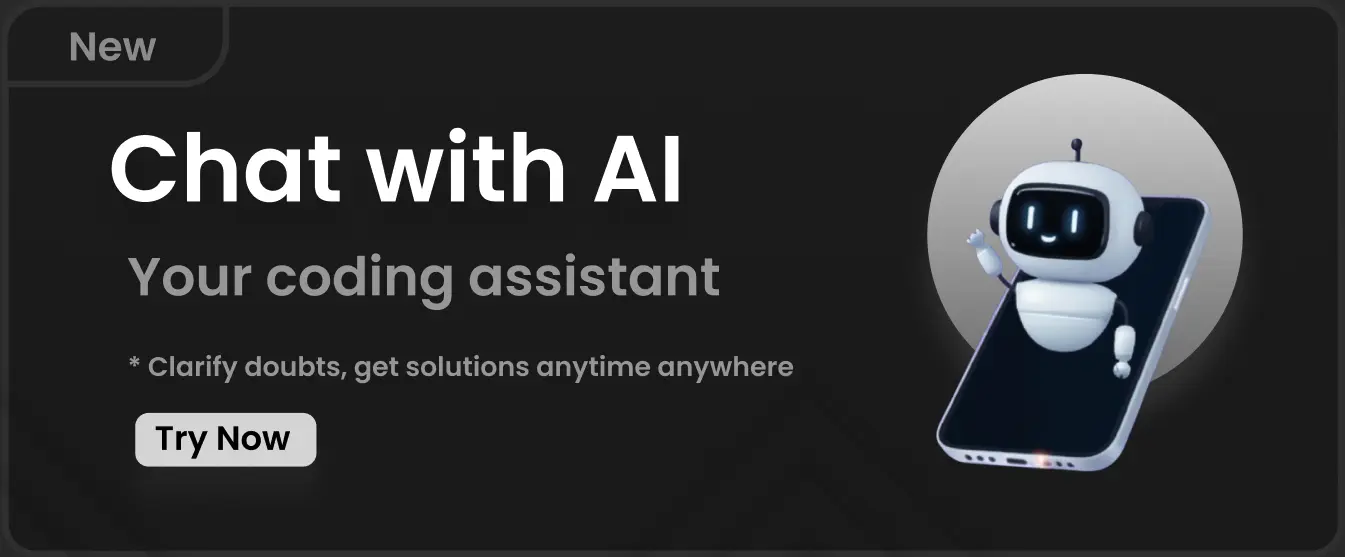 New
Chat with AI
Your coding assistant
* Clarify doubts, get solutions anytime anywhere
Try Now